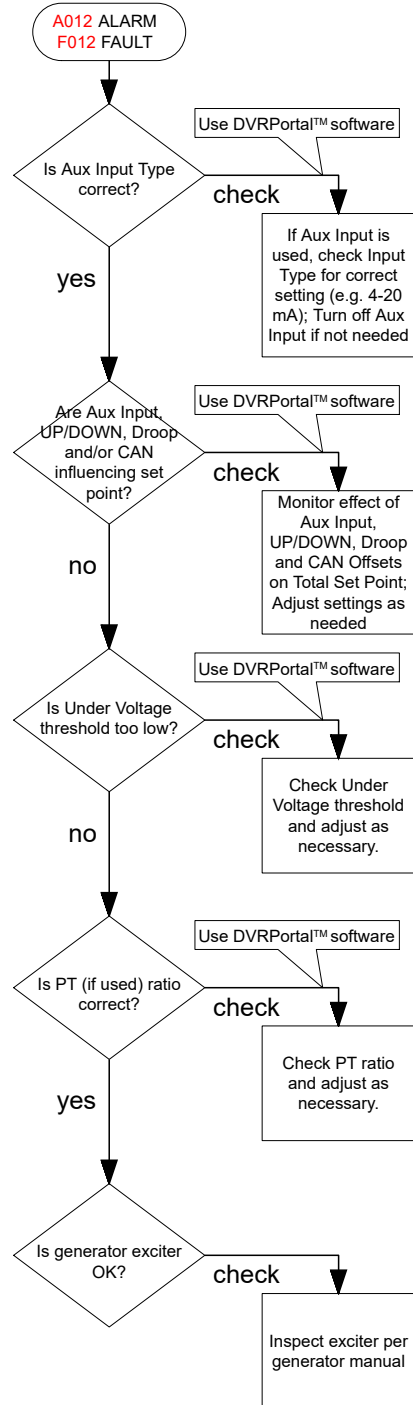 A012 ALARM
F012 FAULT
Use DVRPortal™ software
Is Aux Input Type
correct?
check
If Aux Input is
used, check Input
Type for correct
setting (e.g. 4-20
mA); Turn off Aux
Input if not needed
yes
Are Aux Input,
UP/DOWN, Droop
and/or CAN
influencing set
point?
Use DVRPortal™ software
check
Monitor effect of
Aux Input,
UP/DOWN, Droop
and CAN Offsets
on Total Set Point;
Adjust settings as
needed
no
Use DVRPortal™ software
Is Under Voltage
threshold too low?
check
Check Under
Voltage threshold
and adjust as
necessary.
no
Use DVRPortal™ software
Is PT (if used) ratio
correct?
check
Check PT ratio
and adjust as
necessary.
yes
Is generator exciter
OK?
check
Inspect exciter per
generator manual